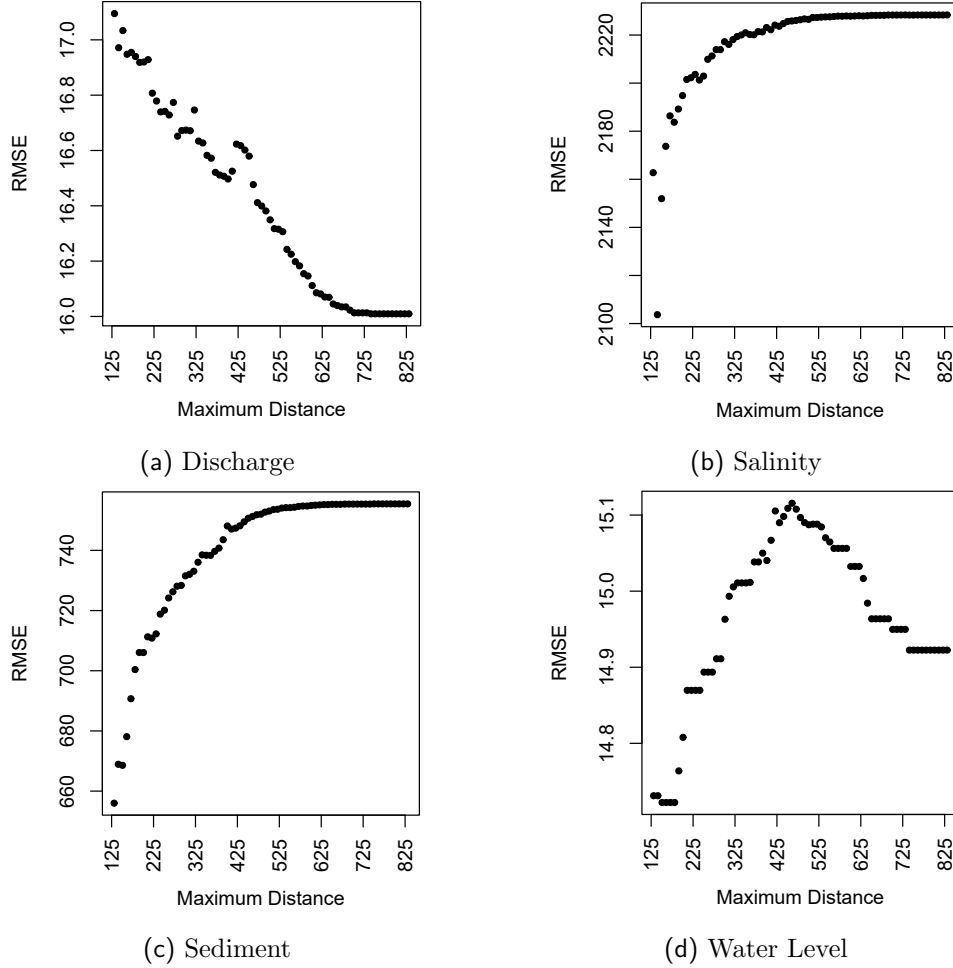 RMSE
17.0
16.8
16.6
16.4
16.2
16.0
125 225 325 425 525 625 725 825
Maximum Distance
(a) Discharge
RMSE
2220
2180
2140
2100
125 225 325 425 525 625 725 825
Maximum Distance
(b) Salinity
RMSE
740
720
700
680
660
125 225 325 425 525 625 725 825
Maximum Distance
(c) Sediment
RMSE
15.1
15.0
14.9
14.8
125 225 325 425 525 625 725 825
Maximum Distance
(d) Water Level